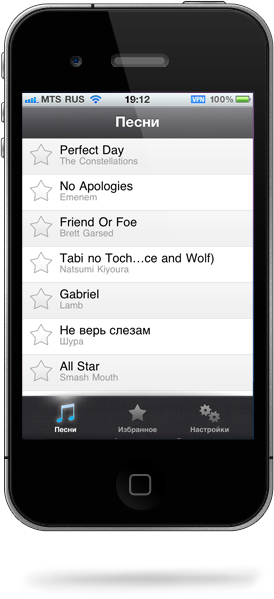 MTS RUS 19:12 VPN 100%
Песни
Perfect Day
The Constellations
No Apologies
Emenem
Friend Or Foe
Brett Garsed
Tabi no Toch...ce and Wolf)
Natsumi Kiyoura
Gabriel
Lamb
Не верь слезам
Шура
All Star
Smash Mouth
Песни Избранное Настройки